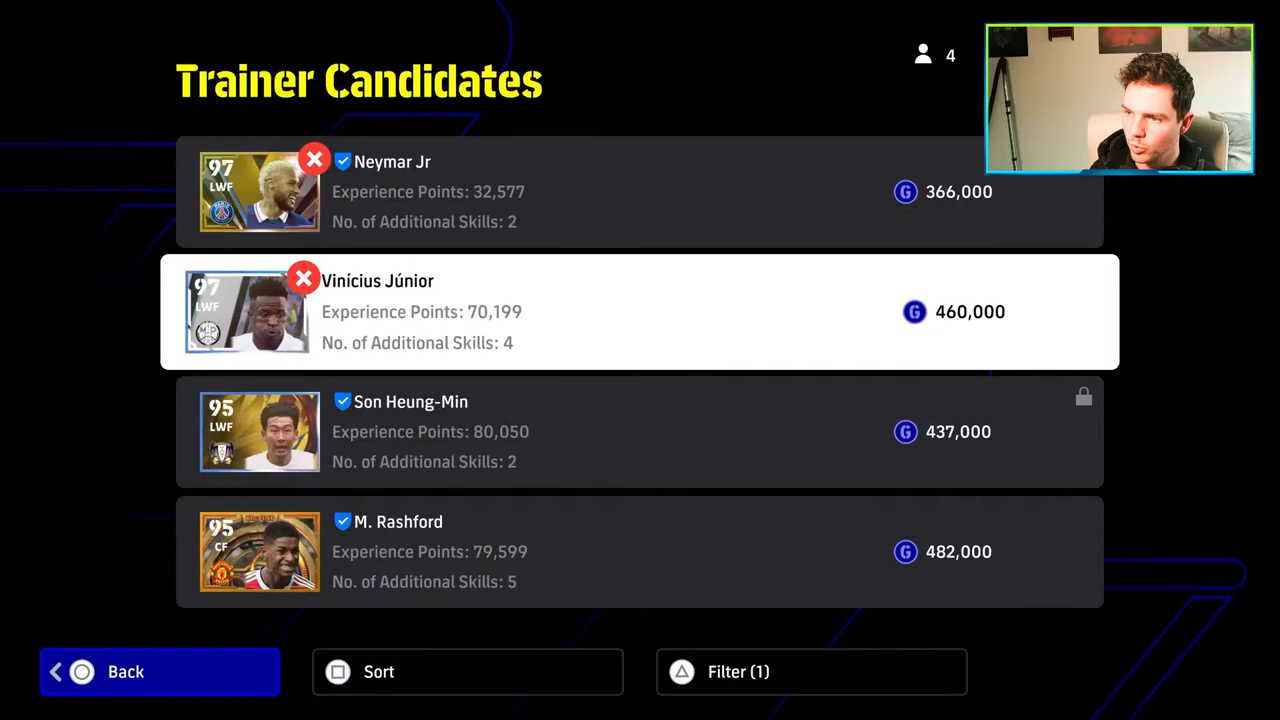 Trainer Candidates
4
97
LWF
Neymar Jr
Experience Points: 32,577
No. of Additional Skills: 2
G 366,000
97
LWF
Vinícius Júnior
Experience Points: 70,199
No. of Additional Skills: 4
G 460,000
95
LWF
Son Heung-Min
Experience Points: 80,050
No. of Additional Skills: 2
G 437,000
95
CF
M. Rashford
Experience Points: 79,599
No. of Additional Skills: 5
G 482,000
Back
Sort
Filter (1)